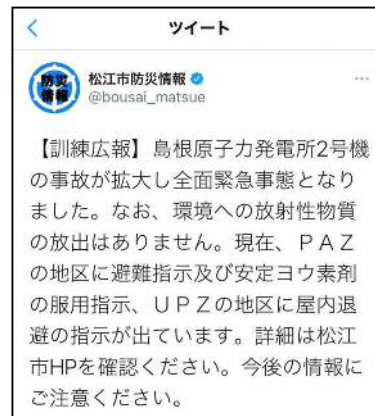 ツイート
防災
情報
松江市防災情報
@bousai_matsue
【訓練広報】島根原子力発電所2号機
の事故が拡大し全面緊急事態となり
ました。なお、環境への放射性物質
の放出はありません。現在、ＰＡＺ
の地区に避難指示及び安定ヨウ素剤
の服用指示、ＵＰＺの地区に屋内退
避の指示が出ています。詳細は松江
市HPを確認ください。今後の情報に
ご注意ください。